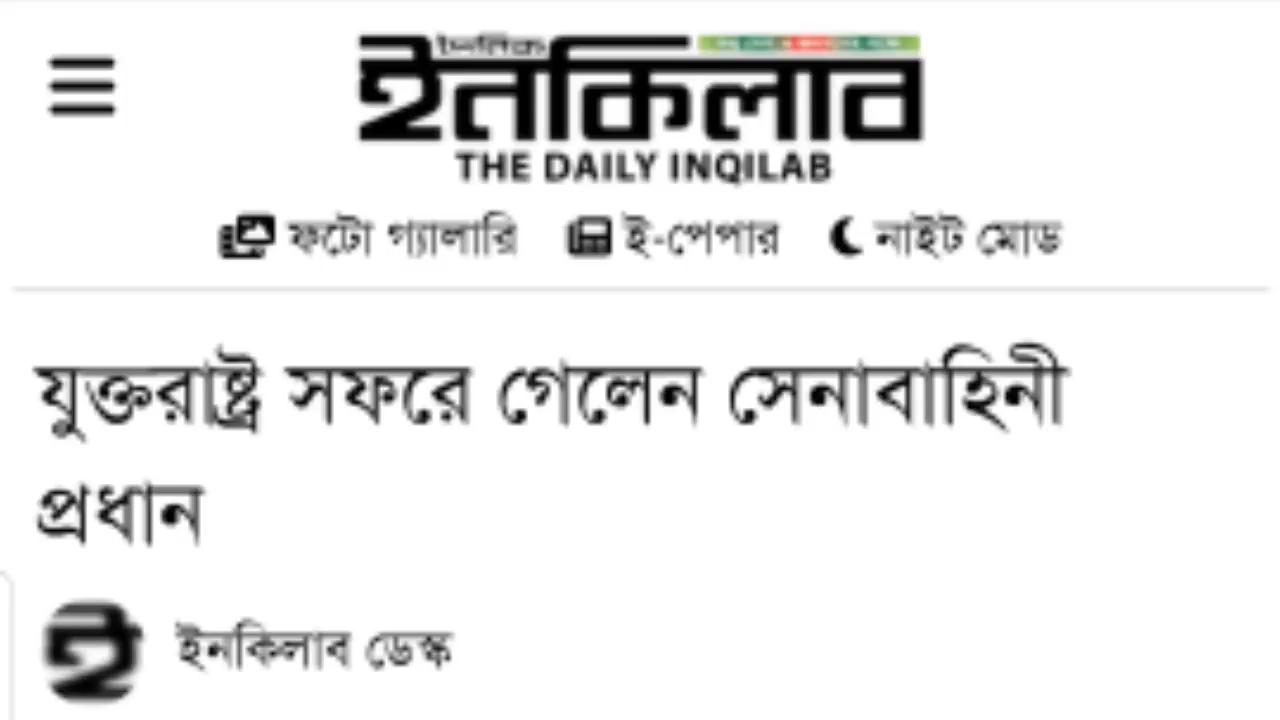 দৈনিক
ইনকিলাব
THE DAILY INQILAB
ফটো গ্যালারি ই-পেপার নাইট মোড
যুক্তরাষ্ট্র সফরে গেলেন সেনাবাহিনী
প্রধান
ই ইনকিলাব ডেস্ক